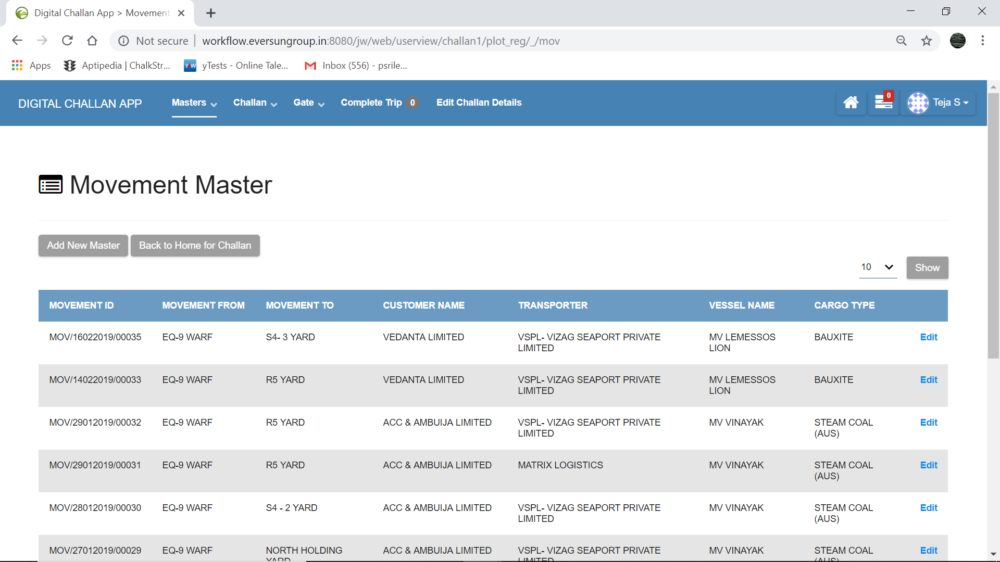 Digital Challan App > Movement
Not secure workflow.eversungroup.in:8080/jw/web/userview/challan1/plot_reg/_/mov
Apps Aptipedia | ChalkStr... yTests - Online Tale... Inbox (556) - psrile...
DIGITAL CHALLAN APP Masters Challan Gate Complete Trip 0 Edit Challan Details 0 Teja S
Movement Master
Add New Master Back to Home for Challan
10 Show
MOVEMENT ID MOVEMENT FROM MOVEMENT TO CUSTOMER NAME TRANSPORTER VESSEL NAME CARGO TYPE
MOV/16022019/00035 EQ-9 WARF S4- 3 YARD VEDANTA LIMITED VSPL- VIZAG SEAPORT PRIVATE MV LEMESSOS BAUXITE Edit
LIMITED LION
MOV/14022019/00033 EQ-9 WARF R5 YARD VEDANTA LIMITED VSPL- VIZAG SEAPORT PRIVATE MV LEMESSOS BAUXITE Edit
LIMITED LION
MOV/29012019/00032 EQ-9 WARF R5 YARD ACC & AMBUIJA LIMITED VSPL- VIZAG SEAPORT PRIVATE MV VINAYAK STEAM COAL Edit
LIMITED (AUS)
MOV/29012019/00031 EQ-9 WARF R5 YARD ACC & AMBUIJA LIMITED MATRIX LOGISTICS MV VINAYAK STEAM COAL Edit
(AUS)
MOV/28012019/00030 EQ-9 WARF S4 - 2 YARD ACC & AMBUIJA LIMITED VSPL- VIZAG SEAPORT PRIVATE MV VINAYAK STEAM COAL Edit
LIMITED (AUS)
MOV/27012019/00029 EQ-9 WARF NORTH HOLDING ACC & AMBUIJA LIMITED VSPL- VIZAG SEAPORT PRIVATE MV VINAYAK STEAM COAL Edit
YARD LIMITED (AUS)